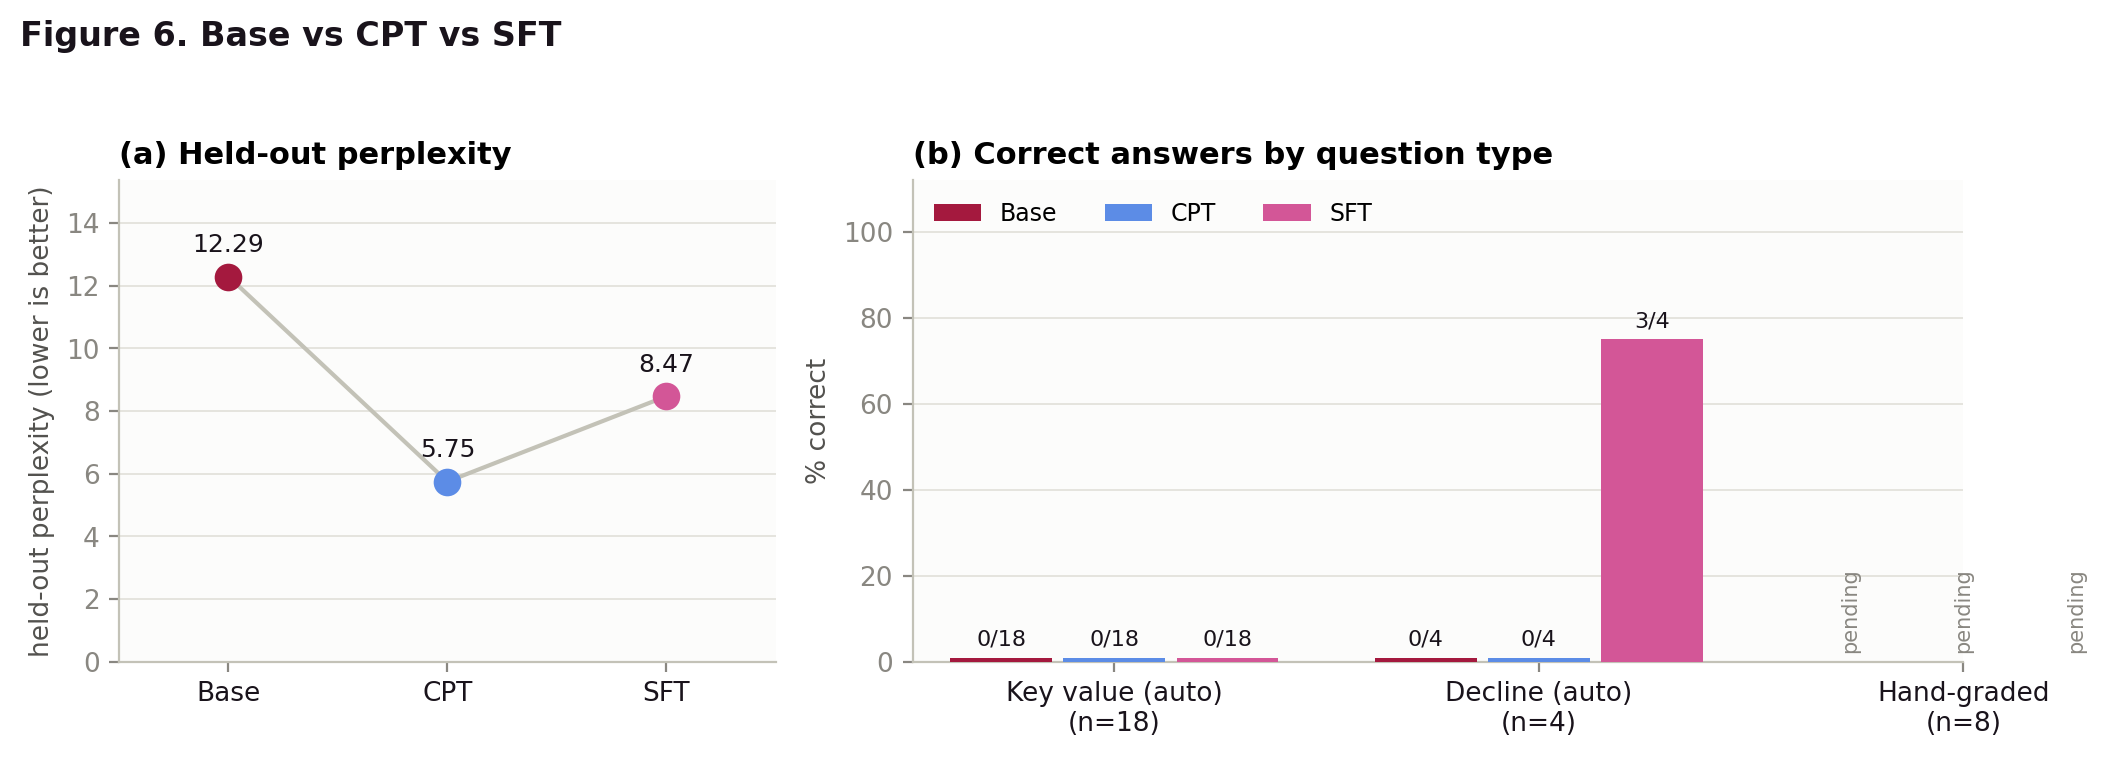 Figure 6. Base vs CPT vs SFT
(a) Held-out perplexity
held-out perplexity (lower is better)
14
12
10
8
6
4
2
0
12.29
5.75
8.47
Base
CPT
SFT
(b) Correct answers by question type
Base
CPT
SFT
% correct
100
80
60
40
20
0
0/18
0/18
0/18
0/4
0/4
3/4
pending
pending
pending
Key value (auto)
(n=18)
Decline (auto)
(n=4)
Hand-graded
(n=8)